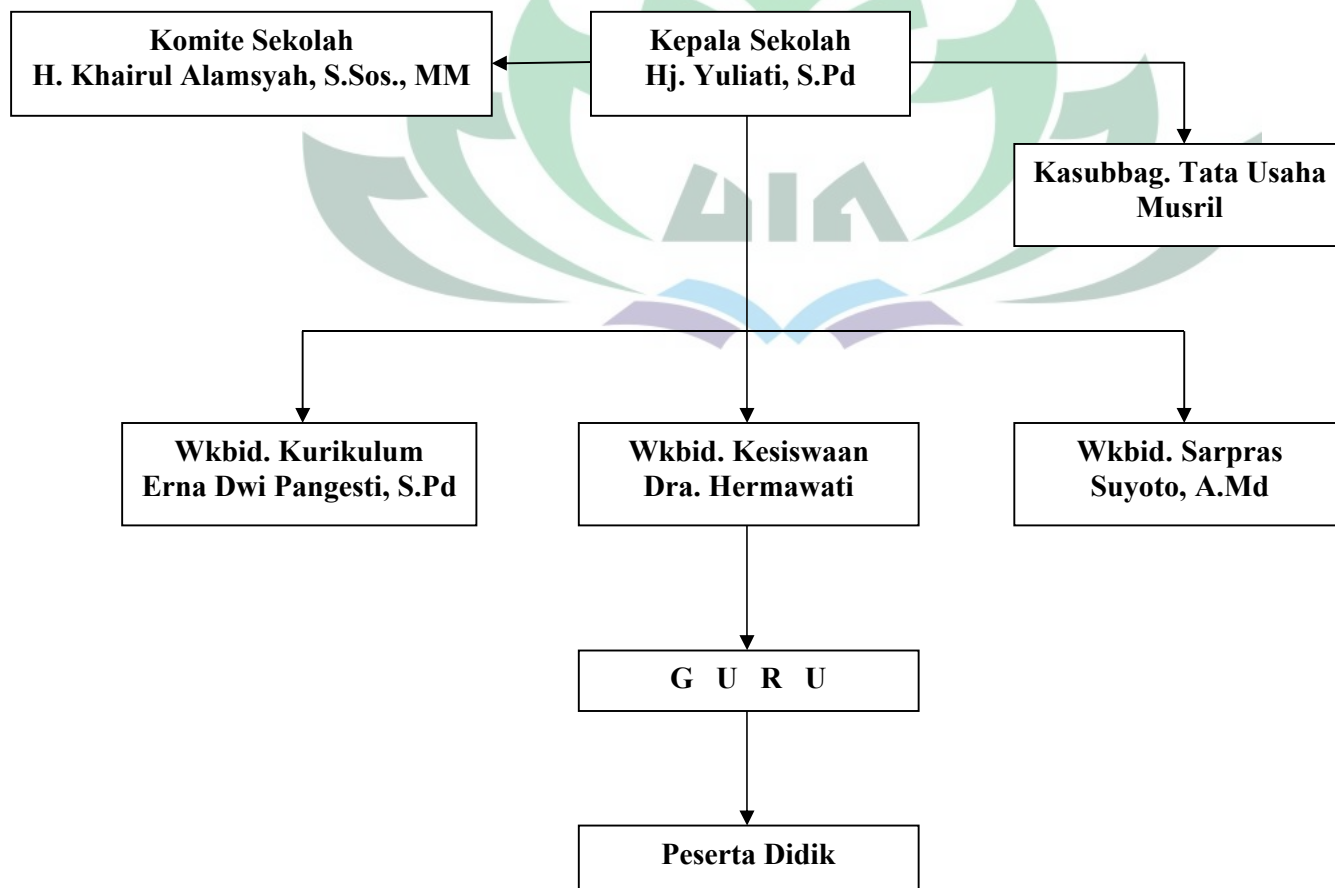 Komite Sekolah
H. Khairul Alamsyah, S.Sos., MM
Kepala Sekolah
Hj. Yuliati, S.Pd
Kasubbag. Tata Usaha
Musril
Wkbid. Kurikulum
Erna Dwi Pangesti, S.Pd
Wkbid. Kesiswaan
Dra. Hermawati
Wkbid. Sarpras
Suyoto, A.Md
G U R U
Peserta Didik